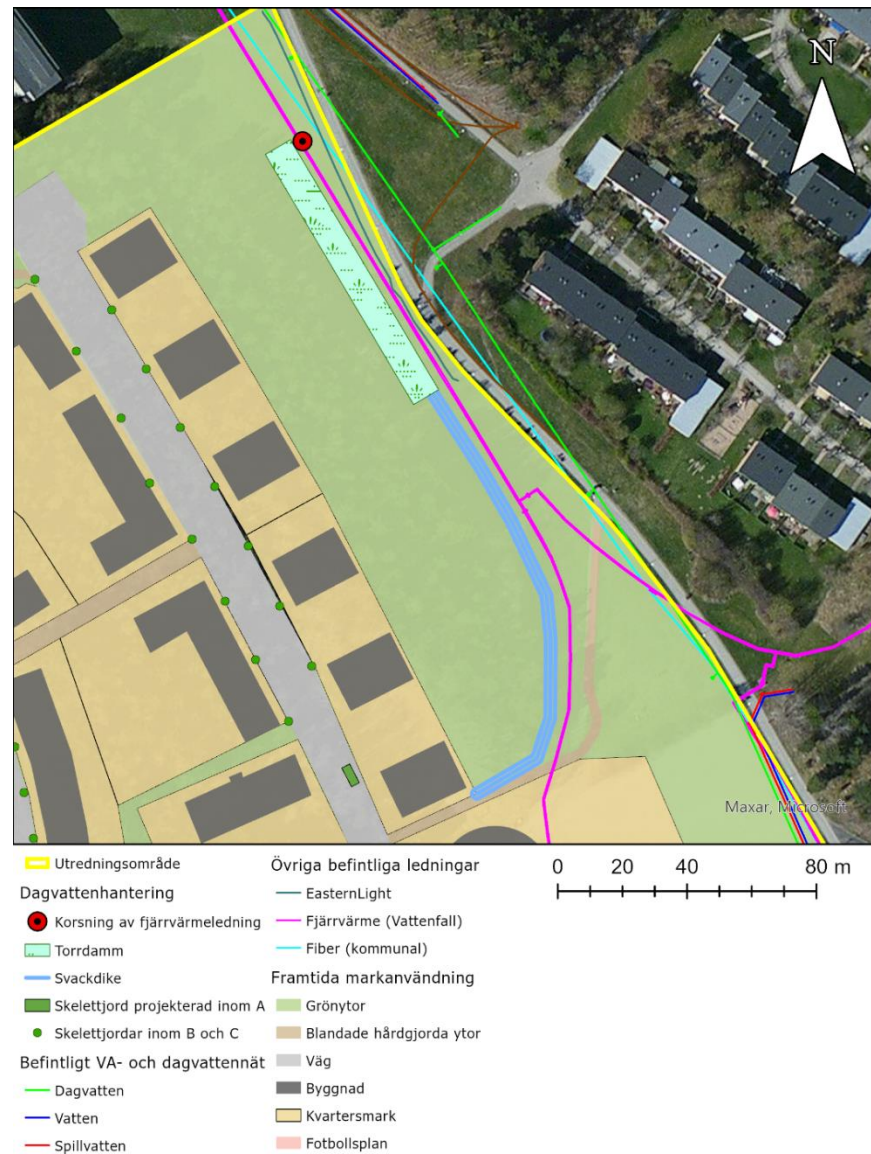 N
Maxar, Microsoft
Utredningsområde
Dagvattenhantering
Korsning av fjärrvärmeledning
Torrdamm
Svackdike
Skelettjord projekterad inom A
Skelettjordar inom B och C
Befintligt VA- och dagvattennät
Dagvatten
Vatten
Spillvatten
Övriga befintliga ledningar
EasternLight
Fjärrvärme (Vattenfall)
Fiber (kommunal)
Framtida markanvändning
Grönytor
Blandade hårdgjorda ytor
Väg
Byggnad
Kvartersmark
Fotbollsplan
0 20 40 80 m